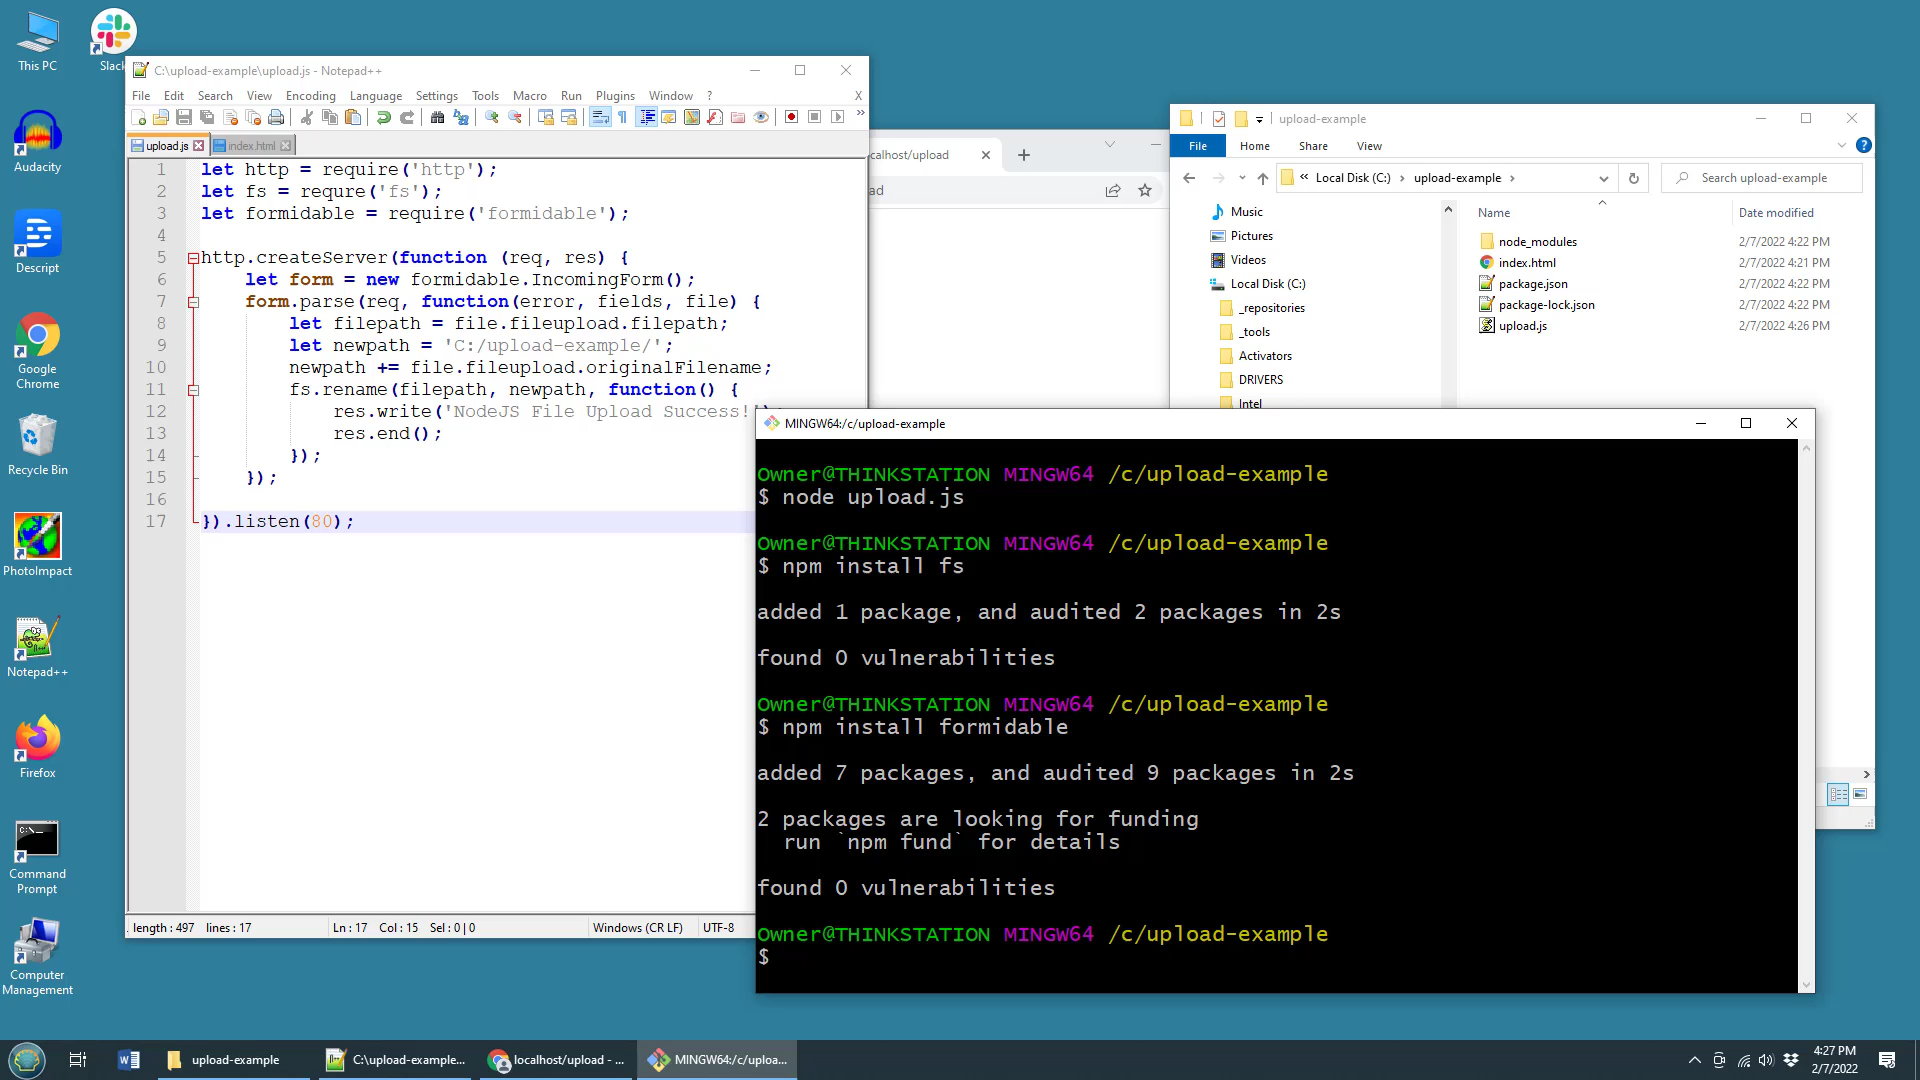 This PC
Slack
Audacity
Descript
Google
Chrome
Recycle Bin
PhotoImpact
Notepad++
Firefox
Command
Prompt
Computer
Management
C:\upload-example\upload.js - Notepad++
File Edit Search View Encoding Language Settings Tools Macro Run Plugins Window ? X
upload.js index.html
1 let http = require('http');
2 let fs = requre('fs');
3 let formidable = require('formidable');
4
5 http.createServer(function (req, res) {
6 let form = new formidable.IncomingForm();
7 form.parse(req, function(error, fields, file) {
8 let filepath = file.fileupload.filepath;
9 let newpath = 'C:/upload-example/';
10 newpath += file.fileupload.originalFilename;
11 fs.rename(filepath, newpath, function() {
12 res.write('NodeJS File Upload Success!');
13 res.end();
14 });
15 });
16
17 }).listen(80);
length : 497 lines : 17 Ln : 17 Col : 15 Sel : 0 | 0 Windows (CR LF) UTF-8
calhost/upload
ad
upload-example
File Home Share View
« Local Disk (C:) › upload-example ›
Search upload-example
Music
Pictures
Videos
Local Disk (C:)
_repositories
_tools
Activators
DRIVERS
Intel
Name Date modified
node_modules 2/7/2022 4:22 PM
index.html 2/7/2022 4:21 PM
package.json 2/7/2022 4:22 PM
package-lock.json 2/7/2022 4:22 PM
upload.js 2/7/2022 4:26 PM
MINGW64:/c/upload-example
Owner@THINKSTATION MINGW64 /c/upload-example
$ node upload.js
Owner@THINKSTATION MINGW64 /c/upload-example
$ npm install fs
added 1 package, and audited 2 packages in 2s
found 0 vulnerabilities
Owner@THINKSTATION MINGW64 /c/upload-example
$ npm install formidable
added 7 packages, and audited 9 packages in 2s
2 packages are looking for funding
run `npm fund` for details
found 0 vulnerabilities
Owner@THINKSTATION MINGW64 /c/upload-example
$
upload-example
C:\upload-example...
localhost/upload - ...
MINGW64:/c/uploa...
4:27 PM
2/7/2022